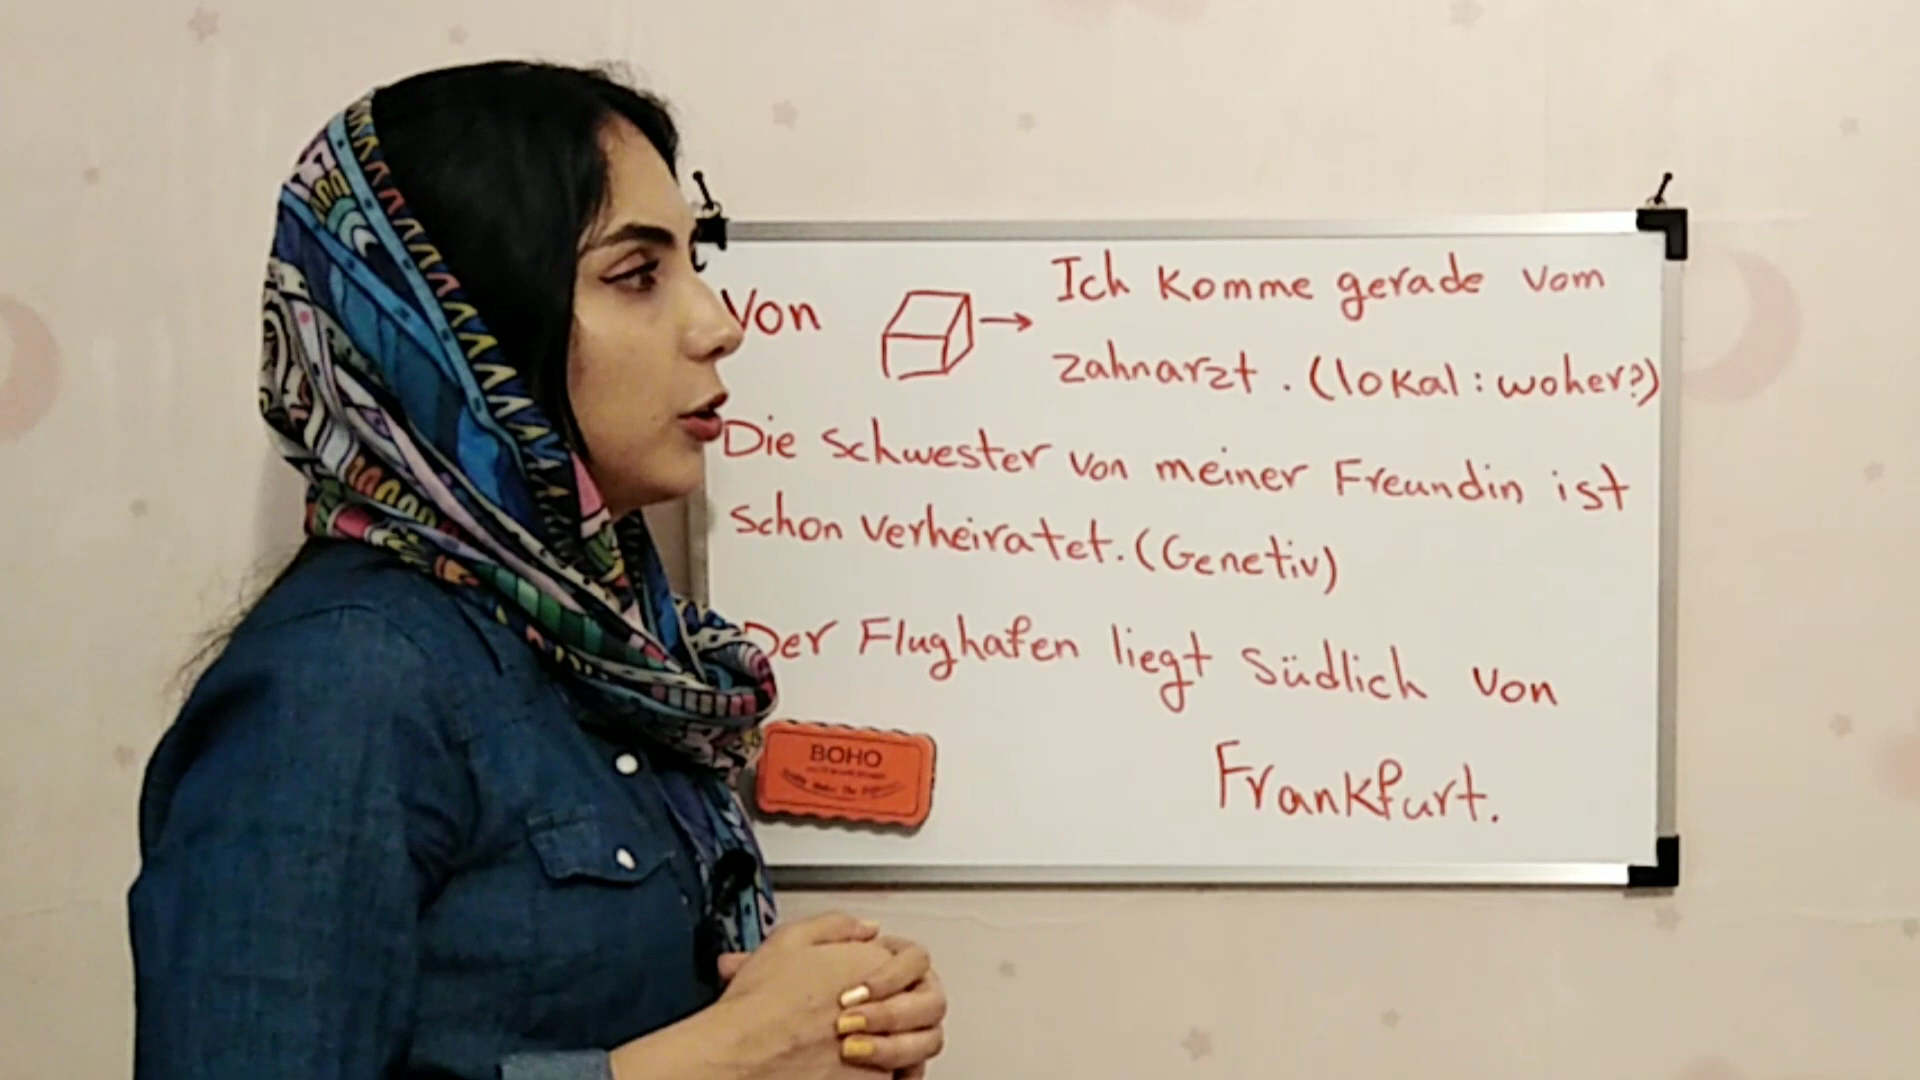 Von
Ich komme gerade vom
zahnarzt. (lokal: woher?)
Die schwester von meiner Freundin ist
schon verheiratet. (Genetiv)
Der Flughafen liegt südlich von
Frankfurt.
BOHO